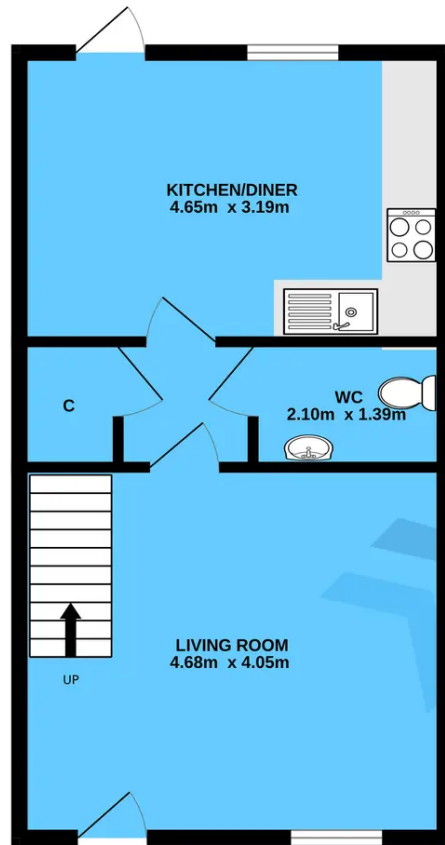 KITCHEN/DINER
4.65m x 3.19m
C
WC
2.10m x 1.39m
LIVING ROOM
4.68m x 4.05m
UP